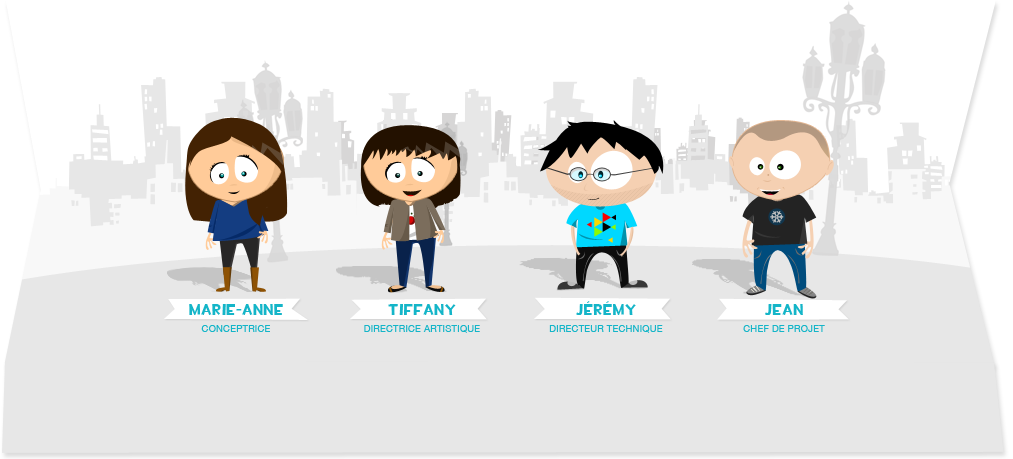 MARIE-ANNE
CONCEPTRICE
TIFFANY
DIRECTRICE ARTISTIQUE
JÉRÉMY
DIRECTEUR TECHNIQUE
JEAN
CHEF DE PROJET